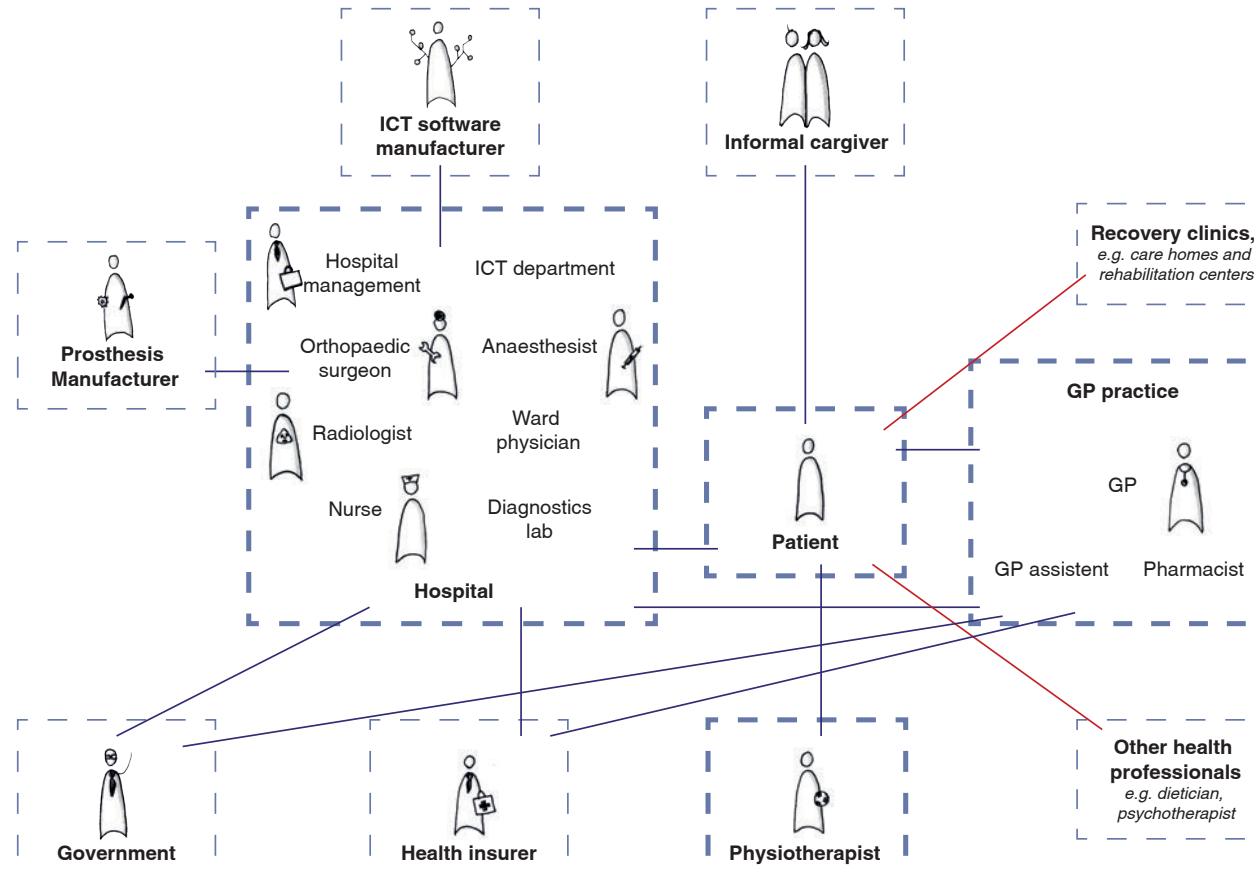 ICT software
manufacturer
Informal cargiver
Recovery clinics,
e.g. care homes and
rehabilitation centers
Hospital
management
ICT department
Prosthesis
Manufacturer
Orthopaedic
surgeon
Anaesthesist
GP practice
Radiologist
Ward
physician
GP
Nurse
Diagnostics
lab
Patient
GP assistent
Pharmacist
Hospital
Other health
professionals
e.g. dietician,
psychotherapist
Government
Health insurer
Physiotherapist